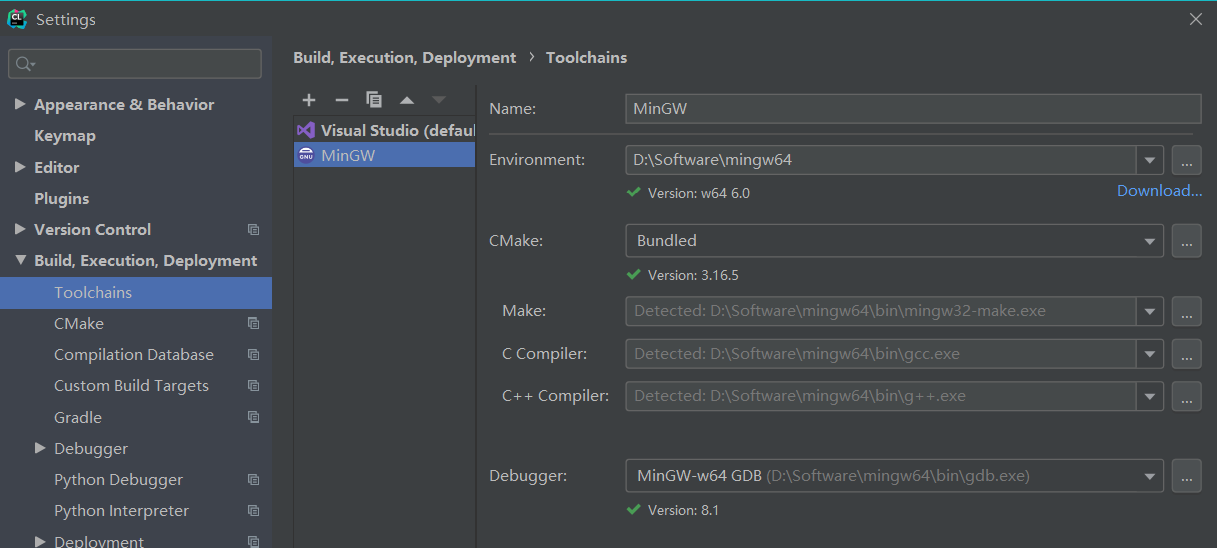 CL
Settings
Appearance & Behavior
Keymap
Editor
Plugins
Version Control
Build, Execution, Deployment
Toolchains
CMake
Compilation Database
Custom Build Targets
Gradle
Debugger
Python Debugger
Python Interpreter
Deployment
Build, Execution, Deployment › Toolchains
Visual Studio (defaul
GNU
MinGW
Name: MinGW
Environment: D:\Software\mingw64 ...
Version: w64 6.0 Download...
CMake: Bundled ...
Version: 3.16.5
Make: Detected: D:\Software\mingw64\bin\mingw32-make.exe ...
C Compiler: Detected: D:\Software\mingw64\bin\gcc.exe ...
C++ Compiler: Detected: D:\Software\mingw64\bin\g++.exe ...
Debugger: MinGW-w64 GDB (D:\Software\mingw64\bin\gdb.exe) ...
Version: 8.1